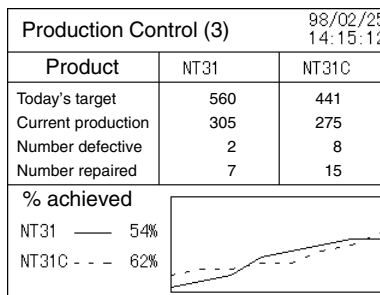 Production Control (3) 98/02/25
14:15:12
Product NT31 NT31C
Today's target 560 441
Current production 305 275
Number defective 2 8
Number repaired 7 15
% achieved
NT31 —— 54%
NT31C - - - 62%